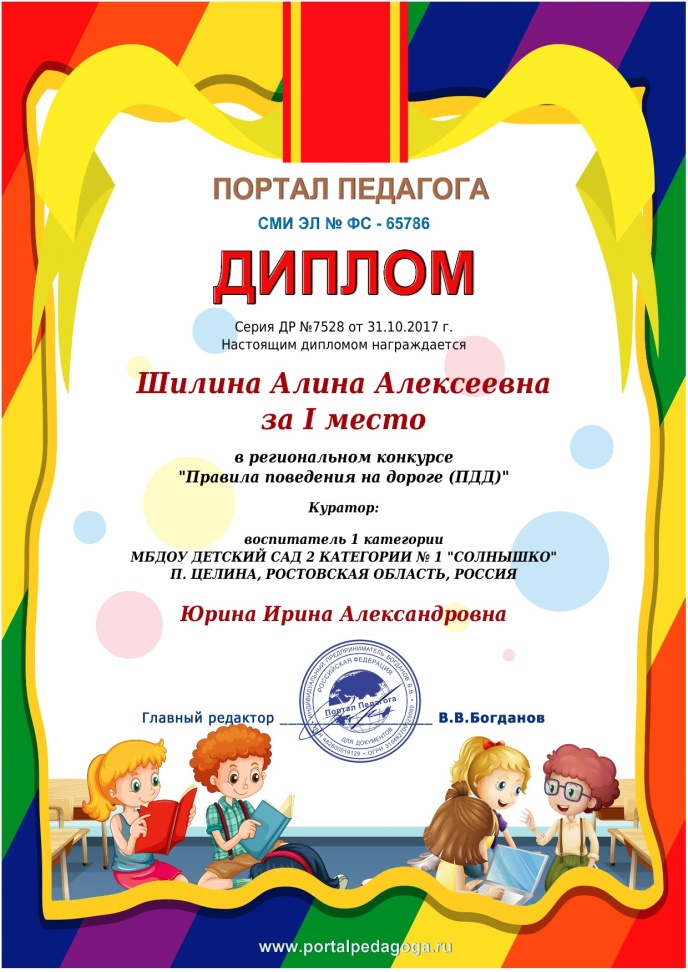 ПОРТАЛ ПЕДАГОГА
СМИ ЭЛ № ФС - 65786
ДИПЛОМ
Серия ДР №7528 от 31.10.2017 г.
Настоящим дипломом награждается
Шилина Алина Алексеевна
за I место
в региональном конкурсе
"Правила поведения на дороге (ПДД)"
Куратор:
воспитатель 1 категории
МБДОУ ДЕТСКИЙ САД 2 КАТЕГОРИИ № 1 "СОЛНЫШКО"
П. ЦЕЛИНА, РОСТОВСКАЯ ОБЛАСТЬ, РОССИЯ
Юрина Ирина Александровна
ИНДИВИДУАЛЬНЫЙ ПРЕДПРИНИМАТЕЛЬ БОГДАНОВ В.В.
РОССИЙСКАЯ ФЕДЕРАЦИЯ
Портал Педагога
ДЛЯ ДОКУМЕНТОВ
Главный редактор ____________________ В.В.Богданов
www.portalpedagoga.ru